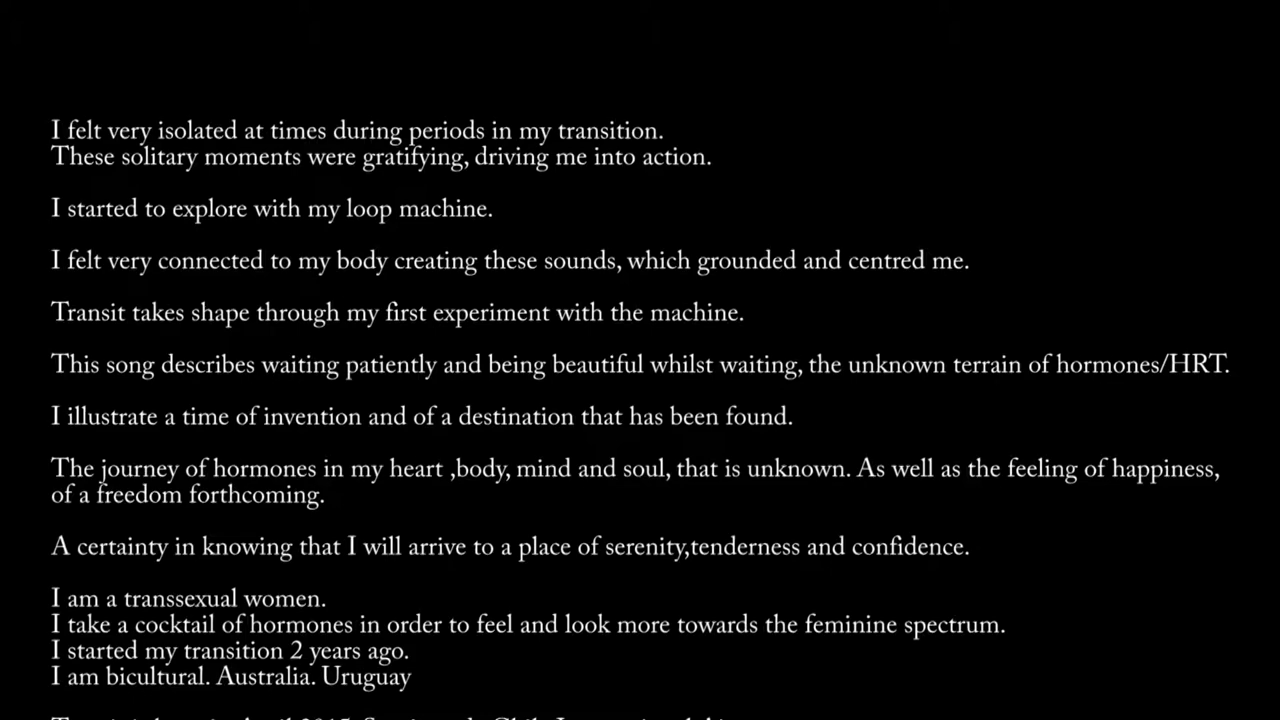 I felt very isolated at times during periods in my transition.
These solitary moments were gratifying, driving me into action.
I started to explore with my loop machine.
I felt very connected to my body creating these sounds, which grounded and centred me.
Transit takes shape through my first experiment with the machine.
This song describes waiting patiently and being beautiful whilst waiting, the unknown terrain of hormones/HRT.
I illustrate a time of invention and of a destination that has been found.
The journey of hormones in my heart ,body, mind and soul, that is unknown. As well as the feeling of happiness,
of a freedom forthcoming.
A certainty in knowing that I will arrive to a place of serenity,tenderness and confidence.
I am a transsexual women.
I take a cocktail of hormones in order to feel and look more towards the feminine spectrum.
I started my transition 2 years ago.
I am bicultural. Australia. Uruguay